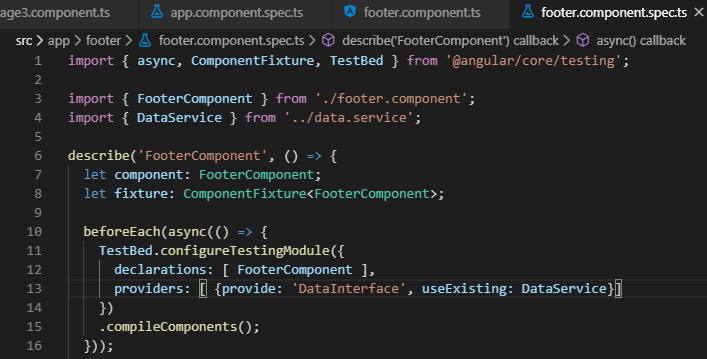 age3.component.ts app.component.spec.ts footer.component.ts footer.component.spec.ts ✕
src > app > footer > footer.component.spec.ts > describe('FooterComponent') callback > async() callback
1 import { async, ComponentFixture, TestBed } from '@angular/core/testing';
2
3 import { FooterComponent } from './footer.component';
4 import { DataService } from '../data.service';
5
6 describe('FooterComponent', () => {
7   let component: FooterComponent;
8   let fixture: ComponentFixture<FooterComponent>;
9
10   beforeEach(async(() => {
11     TestBed.configureTestingModule({
12       declarations: [ FooterComponent ],
13       providers: [ {provide: 'DataInterface', useExisting: DataService}]
14     })
15     .compileComponents();
16   }));